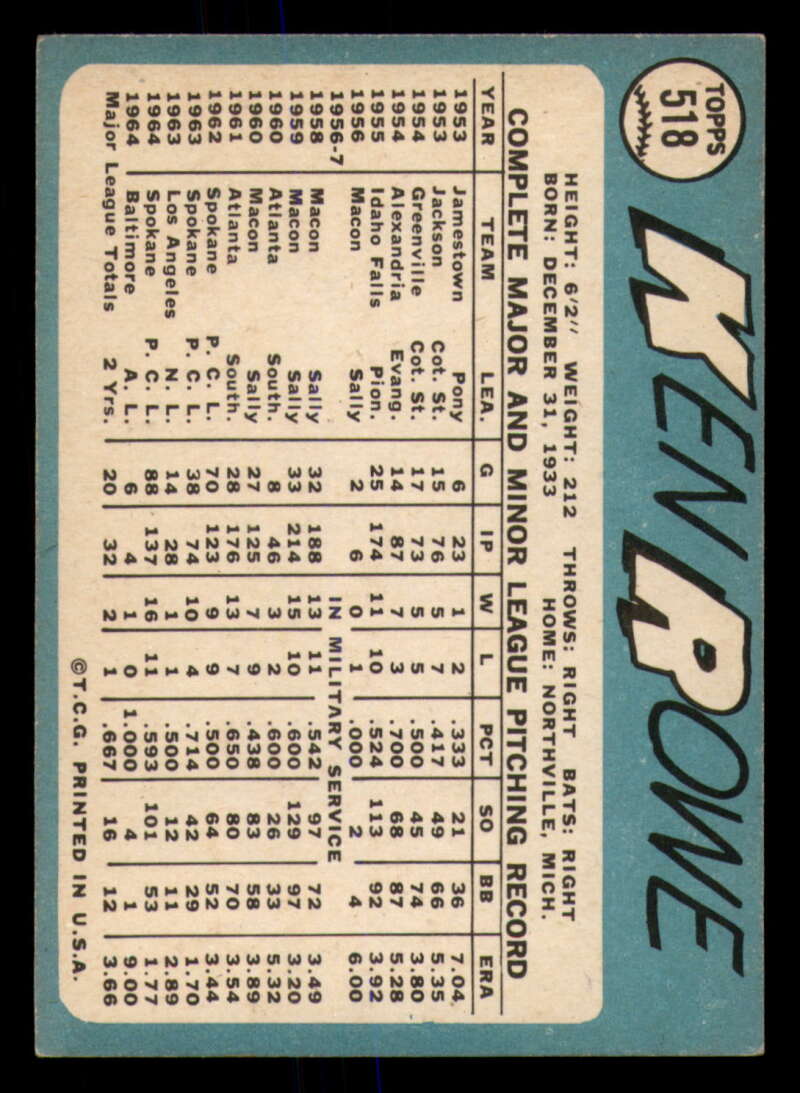 TOPPS
518
KEN ROWE
HEIGHT: 6'2" WEIGHT: 212 THROWS: RIGHT BATS: RIGHT
BORN: DECEMBER 31, 1933 HOME: NORTHVILLE, MICH.
COMPLETE MAJOR AND MINOR LEAGUE PITCHING RECORD
YEAR TEAM LEA. G IP W L PCT SO BB ERA
1953 Jamestown Pony 6 23 1 2 .333 21 36 7.04
1953 Jackson Cot. St. 15 76 5 7 .417 49 66 5.35
1954 Greenville Cot. St. 17 73 5 5 .500 45 74 3.80
1954 Alexandria Evang. 14 87 7 3 .700 68 87 5.28
1955 Idaho Falls Pion. 25 174 11 10 .524 113 92 3.92
1956 Macon Sally 2 6 0 1 .000 2 4 6.00
1956-7 IN MILITARY SERVICE
1958 Macon Sally 32 188 13 11 .542 97 72 3.49
1959 Macon Sally 33 214 15 10 .600 129 97 3.20
1960 Atlanta South. 8 46 3 2 .600 26 33 5.32
1960 Macon Sally 27 125 7 9 .438 83 58 3.89
1961 Atlanta South. 28 176 13 7 .650 80 70 3.54
1962 Spokane P. C. L. 70 123 9 9 .500 64 52 3.44
1963 Spokane P. C. L. 38 74 10 4 .714 42 29 1.70
1963 Los Angeles N. L. 14 28 1 1 .500 12 11 2.89
1964 Spokane P. C. L. 88 137 16 11 .593 101 53 1.77
1964 Baltimore A. L. 6 4 1 0 1.000 4 1 9.00
Major League Totals 2 Yrs. 20 32 2 1 .667 16 12 3.66
©T.C.G. PRINTED IN U.S.A.